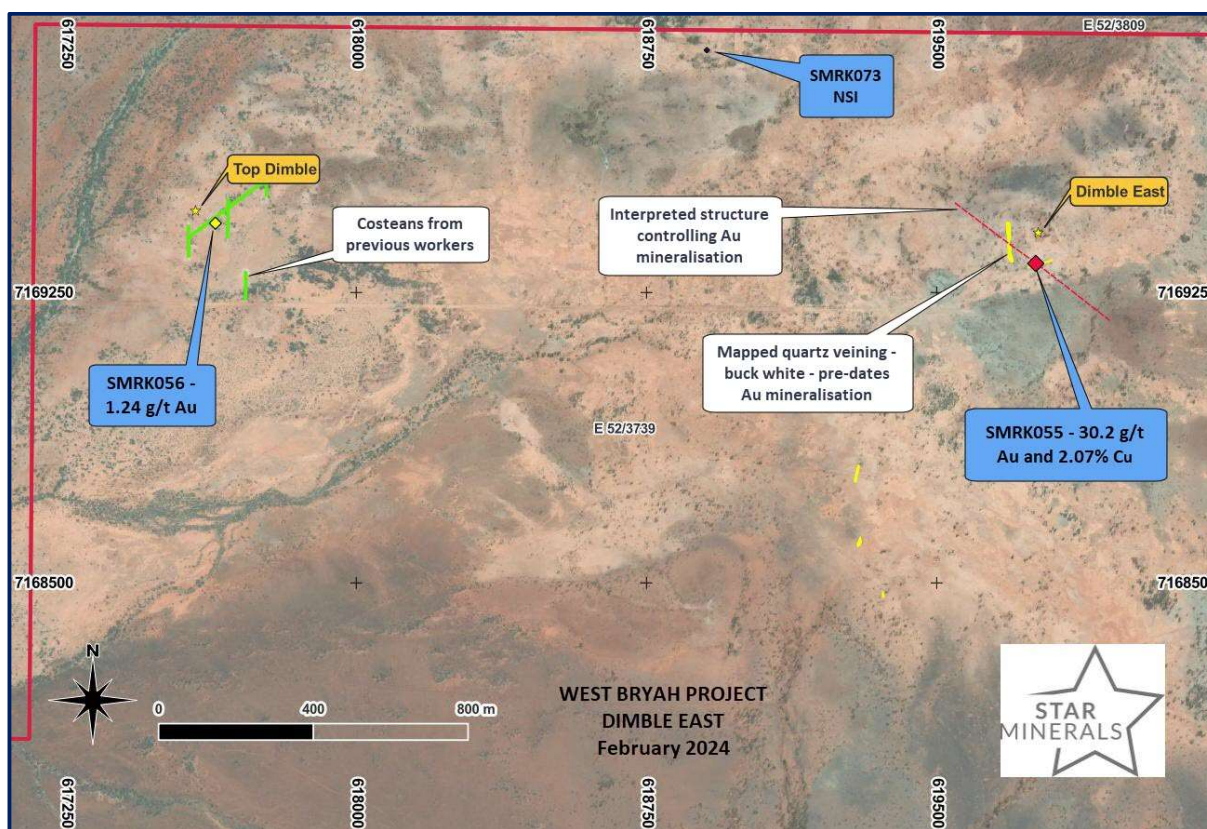 617250
618000
618750
619500
E 52/3809
SMRK073
NSI
Top Dimble
Costeans from
previous workers
Interpreted structure
controlling Au
mineralisation
Dimble East
7169250
716925
SMRK056 -
1.24 g/t Au
Mapped quartz veining -
buck white - pre-dates
Au mineralisation
SMRK055 - 30.2 g/t
Au and 2.07% Cu
E 52/3739
7168500
716850
N
0 400 800 m
WEST BRYAH PROJECT
DIMBLE EAST
February 2024
STAR
MINERALS
617250
618000
618750
619500